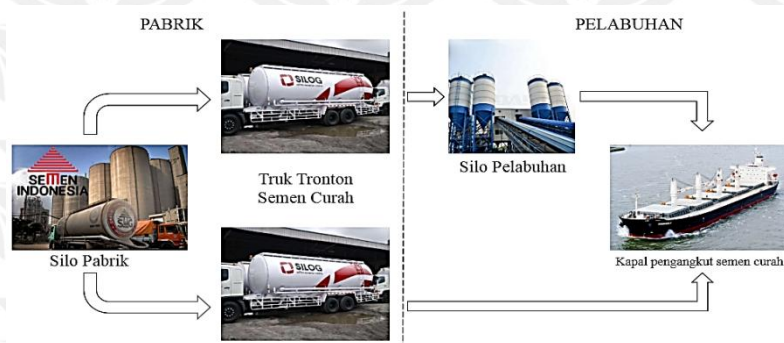 PABRIK
PELABUHAN
SILOG
SEMEN
INDONESIA
Silo Pabrik
Truk Tronton
Semen Curah
Silo Pelabuhan
Kapal pengangkut semen curah
SILOG